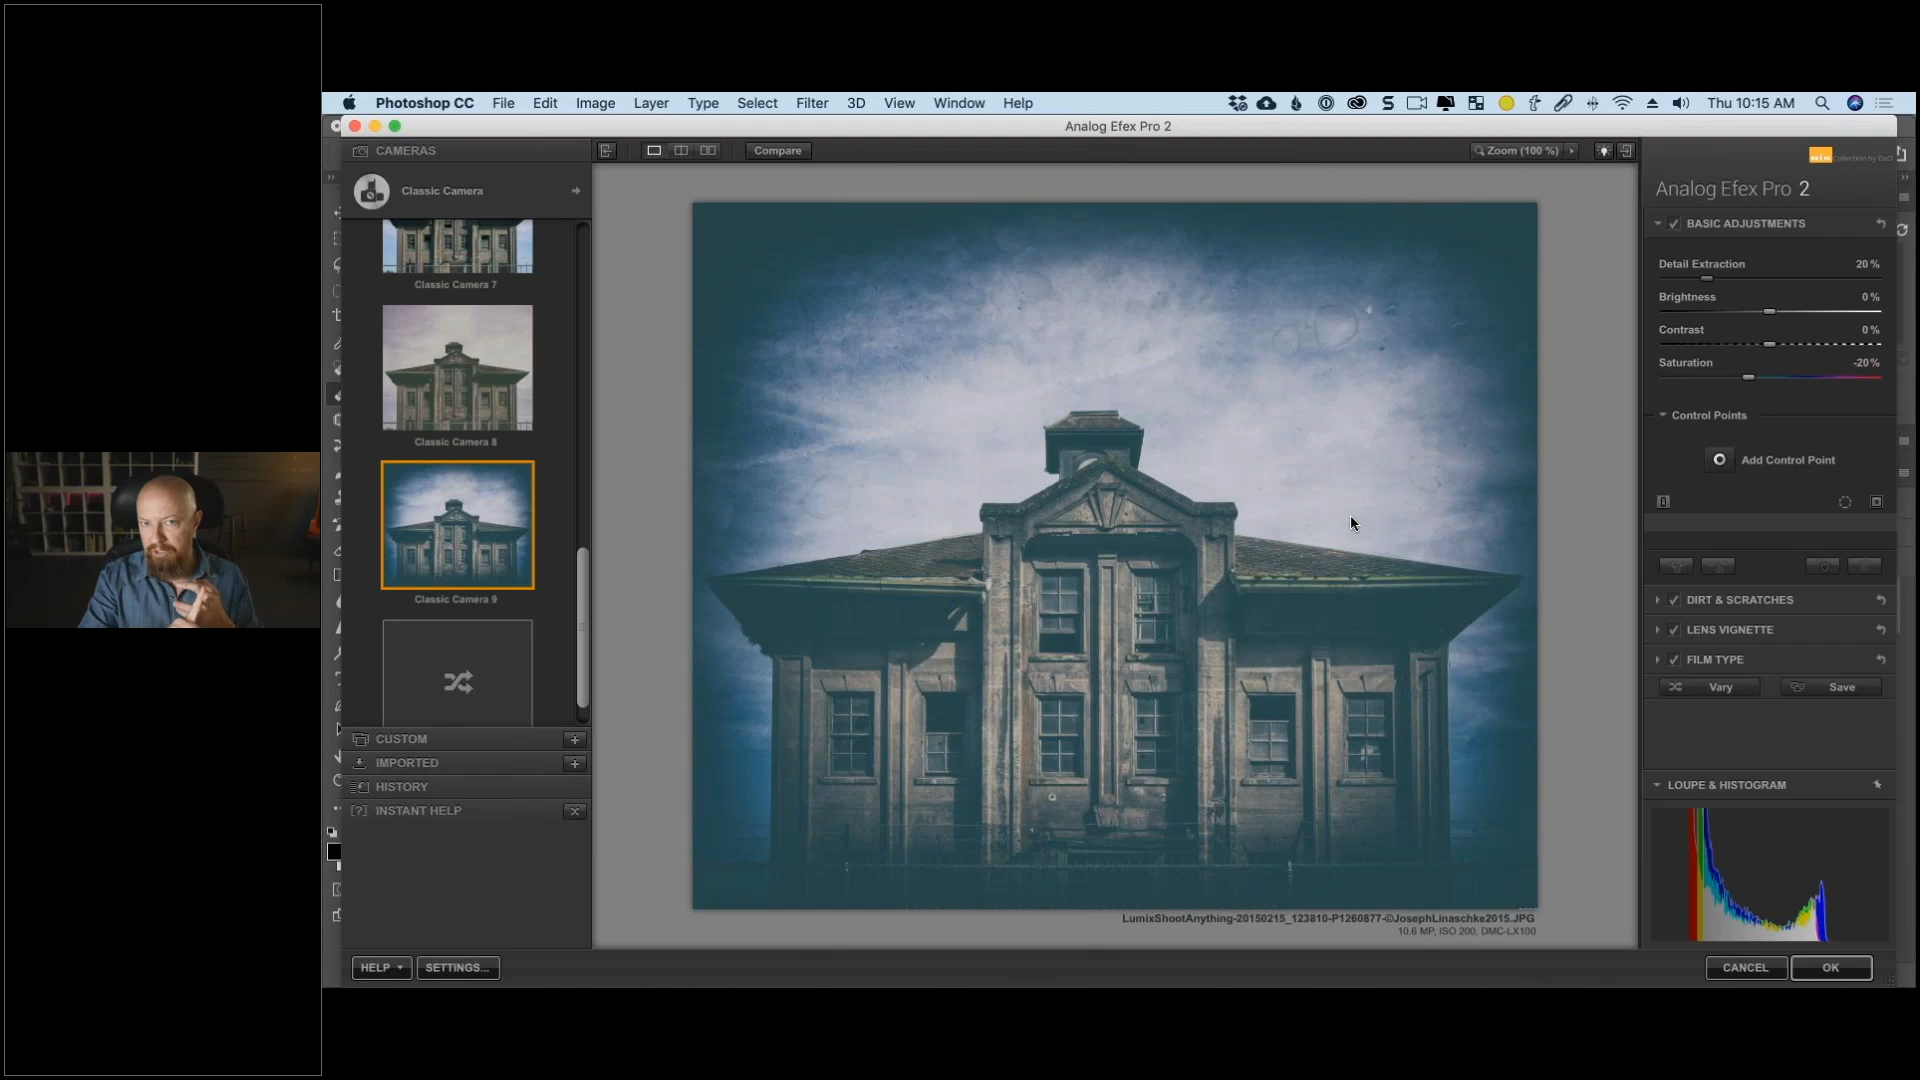 Photoshop CC File Edit Image Layer Type Select Filter 3D View Window Help Thu 10:15 AM
Analog Efex Pro 2
CAMERAS
Compare
Zoom (100 %)
Classic Camera
Classic Camera 7
Classic Camera 8
Classic Camera 9
CUSTOM
IMPORTED
HISTORY
[?] INSTANT HELP
HELP
SETTINGS...
LumixShootAnything-20150215_123810-P1260877-©JosephLinaschke2015.JPG
10.6 MP, ISO 200, DMC-LX100
nik Collection by DxO
Analog Efex Pro 2
BASIC ADJUSTMENTS
Detail Extraction 20 %
Brightness 0 %
Contrast 0 %
Saturation -20 %
Control Points
Add Control Point
DIRT & SCRATCHES
LENS VIGNETTE
FILM TYPE
Vary Save
LOUPE & HISTOGRAM
CANCEL OK